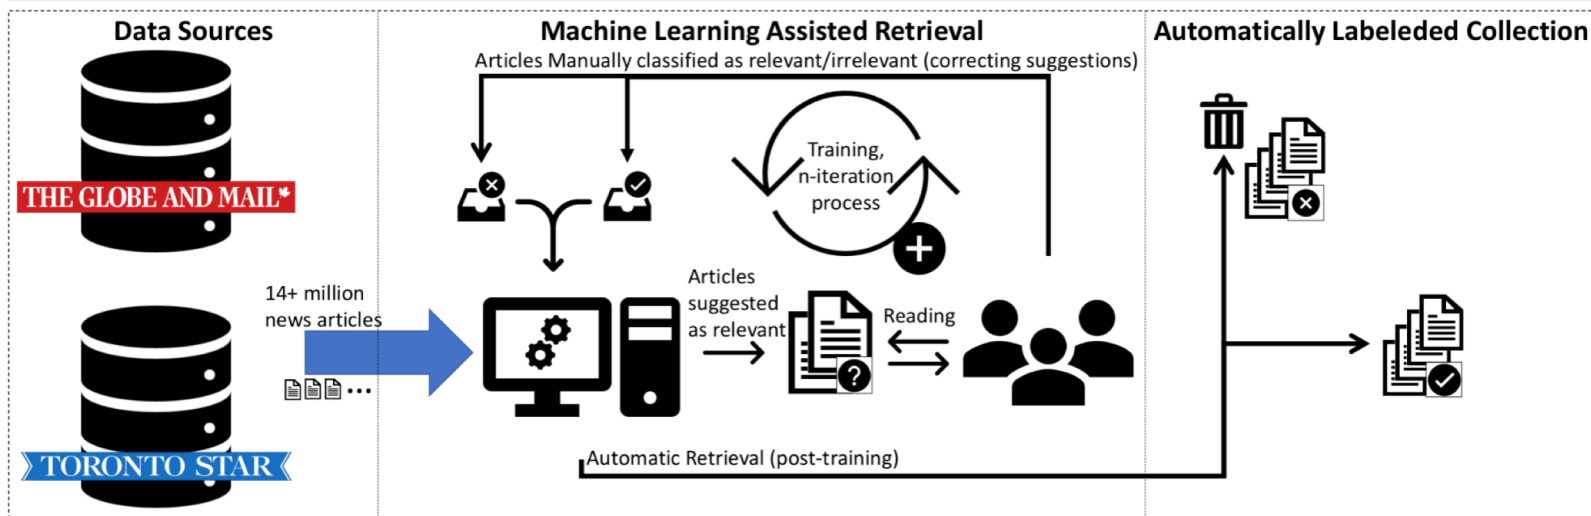 Data Sources
THE GLOBE AND MAIL
14+ million
news articles
TORONTO STAR
Machine Learning Assisted Retrieval
Articles Manually classified as relevant/irrelevant (correcting suggestions)
Training,
n-iteration
process
Articles
suggested
as relevant
Reading
Automatic Retrieval (post-training)
Automatically Labeleded Collection